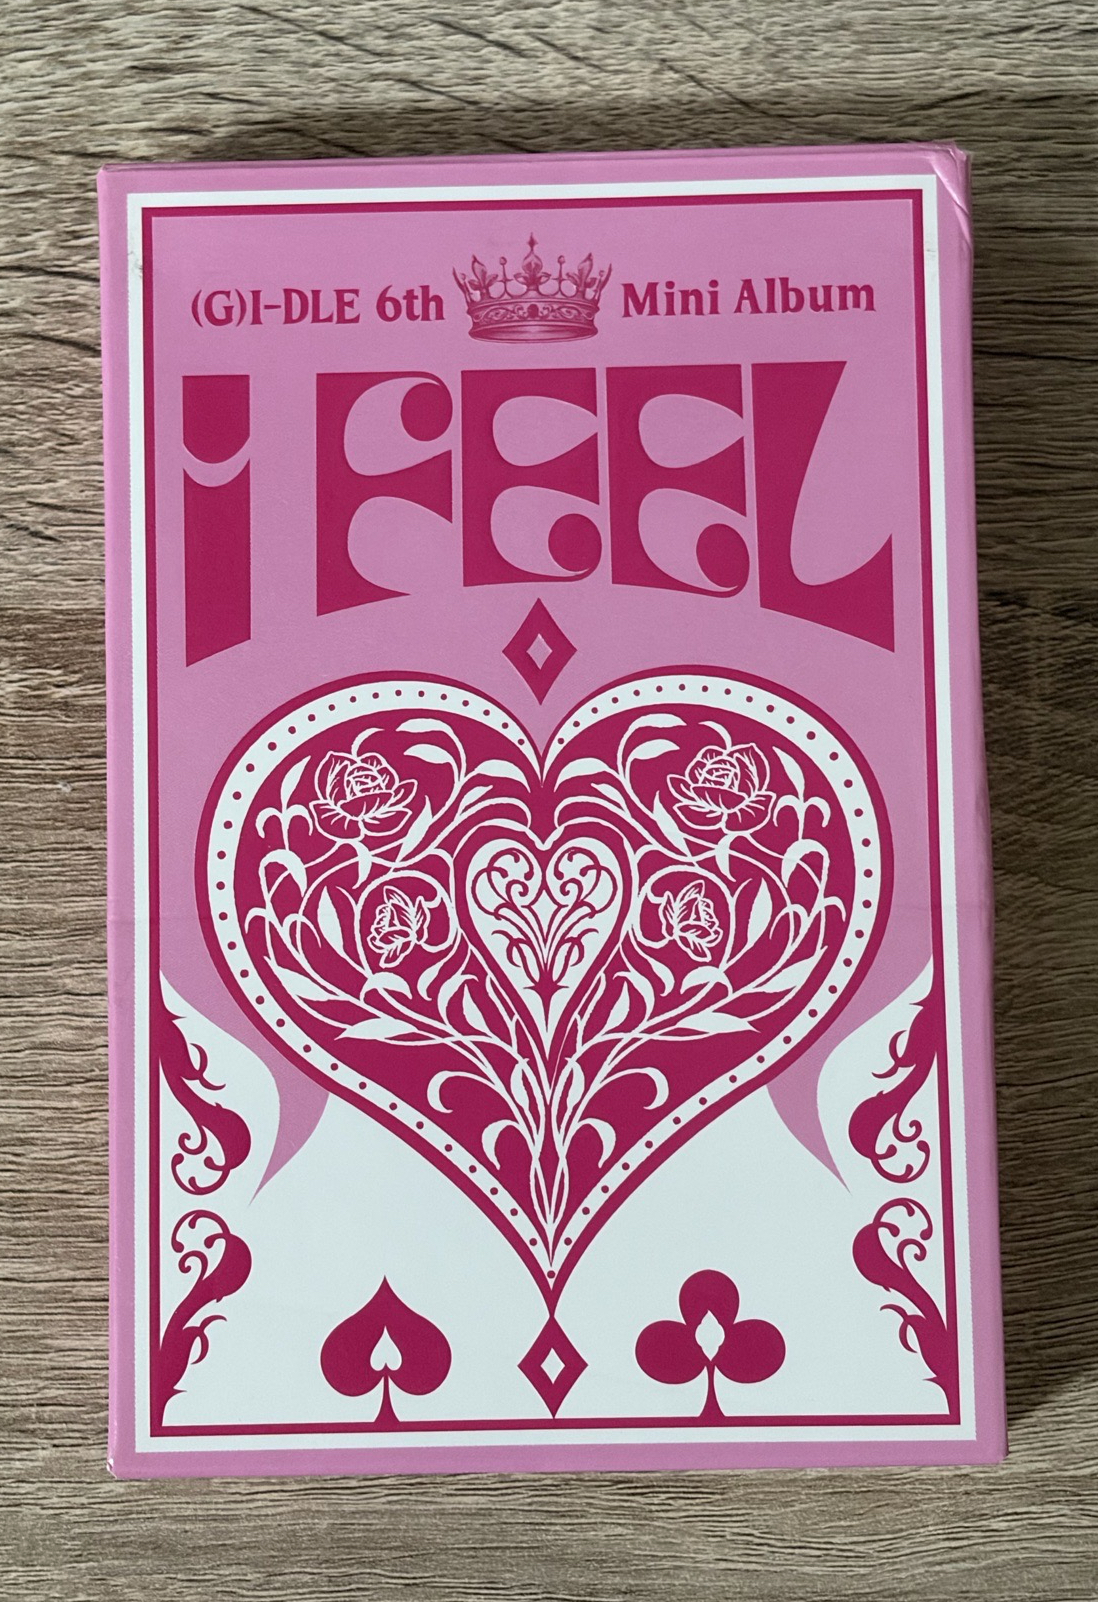 (G)I-DLE 6th Mini Album
I FEEL